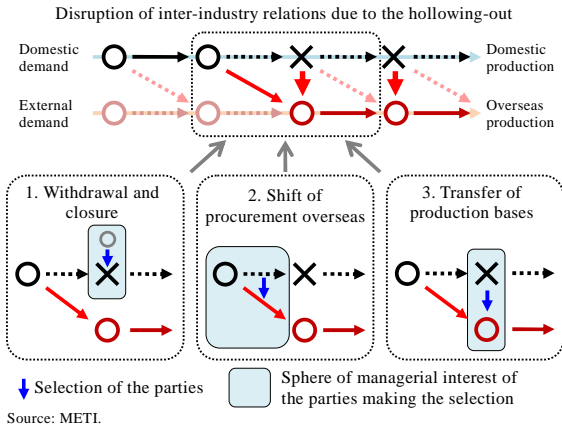 Disruption of inter-industry relations due to the hollowing-out
Domestic
demand
Domestic
production
External
demand
Overseas
production
1. Withdrawal and
closure
2. Shift of
procurement overseas
3. Transfer of
production bases
Selection of the parties
Sphere of managerial interest of
the parties making the selection
Source: METI.